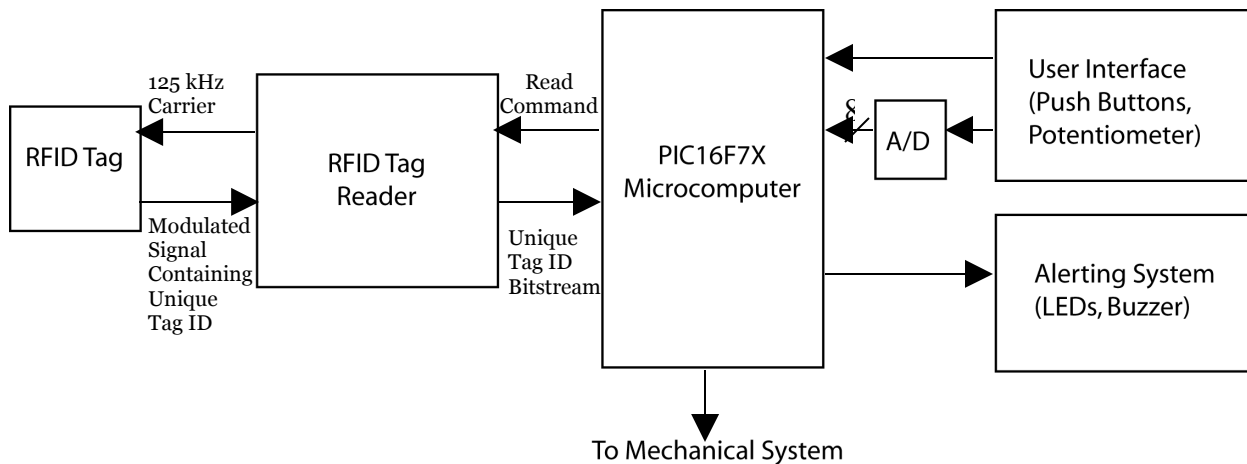 125 kHz
Carrier
RFID Tag
Modulated
Signal
Containing
Unique
Tag ID
RFID Tag
Reader
Read
Command
Unique
Tag ID
Bitstream
PIC16F7X
Microcomputer
8
A/D
User Interface
(Push Buttons,
Potentiometer)
Alerting System
(LEDs, Buzzer)
To Mechanical System